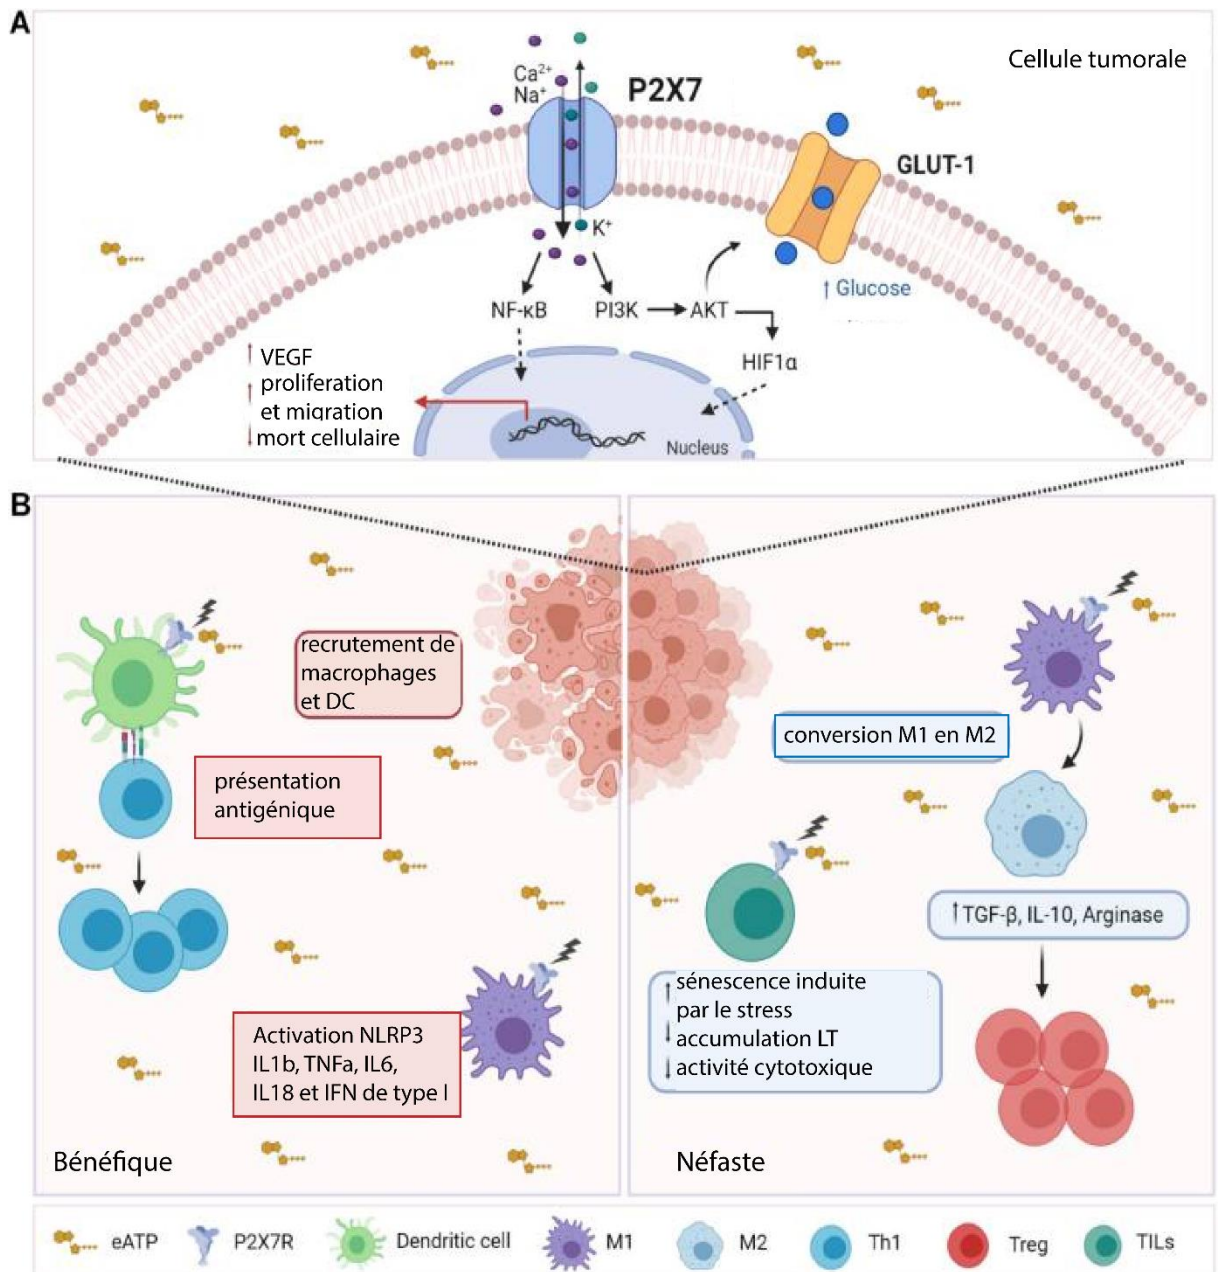 A
Cellule tumorale
Ca²⁺
Na⁺
P2X7
GLUT-1
K⁺
↑ Glucose
NF-κB
PI3K
AKT
HIF1α
↑ VEGF
↑ proliferation
et migration
↓ mort cellulaire
Nucleus
B
recrutement de
macrophages
et DC
présentation
antigénique
Activation NLRP3
IL1b, TNFa, IL6,
IL18 et IFN de type I
Bénéfique
conversion M1 en M2
↑TGF-β, IL-10, Arginase
↑ sénescence induite
par le stress
↓ accumulation LT
↓ activité cytotoxique
Néfaste
eATP
P2X7R
Dendritic cell
M1
M2
Th1
Treg
TILs